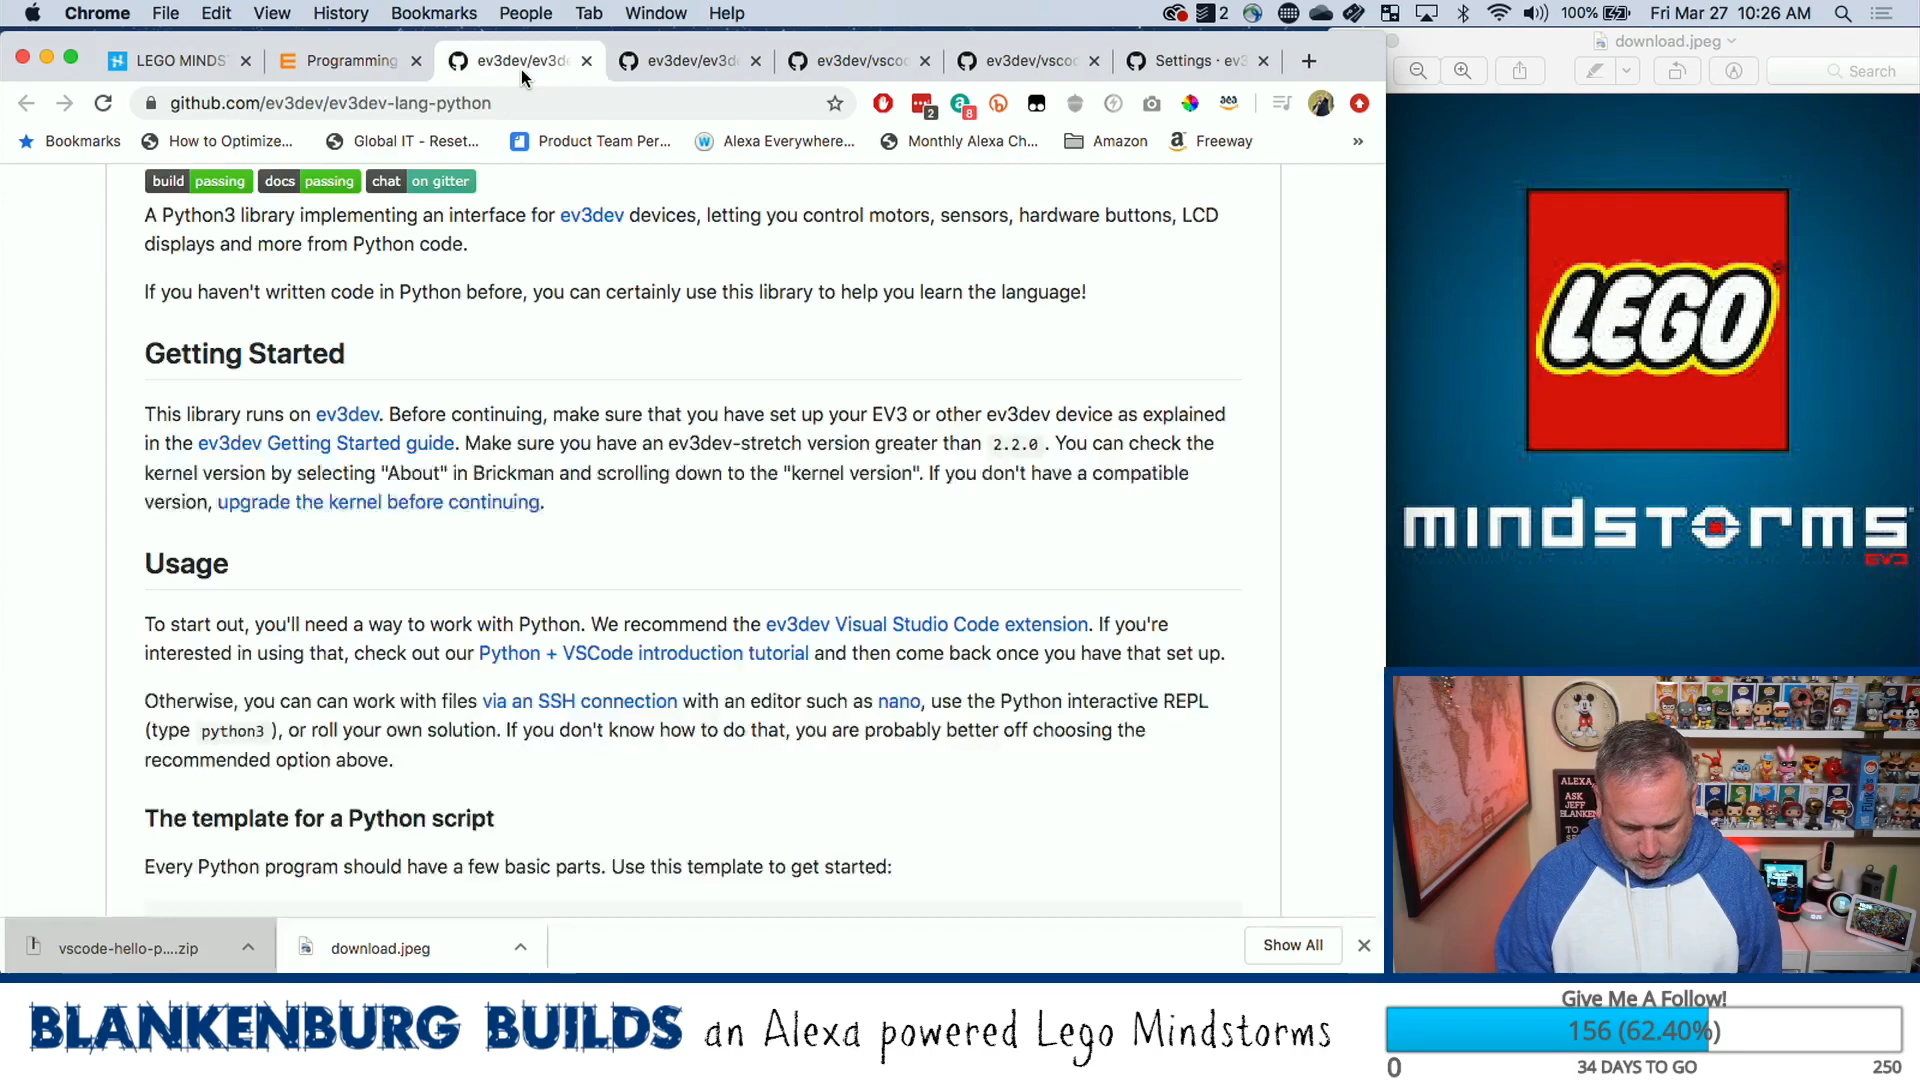 Chrome File Edit View History Bookmarks People Tab Window Help 2 100% Fri Mar 27 10:26 AM
LEGO MINDS Programming ev3dev/ev3d ev3dev/ev3d ev3dev/vsco ev3dev/vsco Settings · ev3
download.jpeg
Search
github.com/ev3dev/ev3dev-lang-python
2 8 aea
Bookmarks How to Optimize... Global IT - Reset... Product Team Per... Alexa Everywhere... Monthly Alexa Ch... Amazon Freeway »
build passing docs passing chat on gitter
A Python3 library implementing an interface for ev3dev devices, letting you control motors, sensors, hardware buttons, LCD
displays and more from Python code.
If you haven't written code in Python before, you can certainly use this library to help you learn the language!
Getting Started
This library runs on ev3dev. Before continuing, make sure that you have set up your EV3 or other ev3dev device as explained
in the ev3dev Getting Started guide. Make sure you have an ev3dev-stretch version greater than 2.2.0 . You can check the
kernel version by selecting "About" in Brickman and scrolling down to the "kernel version". If you don't have a compatible
version, upgrade the kernel before continuing.
Usage
To start out, you'll need a way to work with Python. We recommend the ev3dev Visual Studio Code extension. If you're
interested in using that, check out our Python + VSCode introduction tutorial and then come back once you have that set up.
Otherwise, you can can work with files via an SSH connection with an editor such as nano, use the Python interactive REPL
(type python3 ), or roll your own solution. If you don't know how to do that, you are probably better off choosing the
recommended option above.
The template for a Python script
Every Python program should have a few basic parts. Use this template to get started:
vscode-hello-p....zip download.jpeg Show All
LEGO
mindstorms
EV3
ALEXA,
ASK
JEFF
BLANKEN
TO
BLANKENBURG BUILDS an Alexa powered Lego Mindstorms
Give Me A Follow!
156 (62.40%)
0 34 DAYS TO GO 250